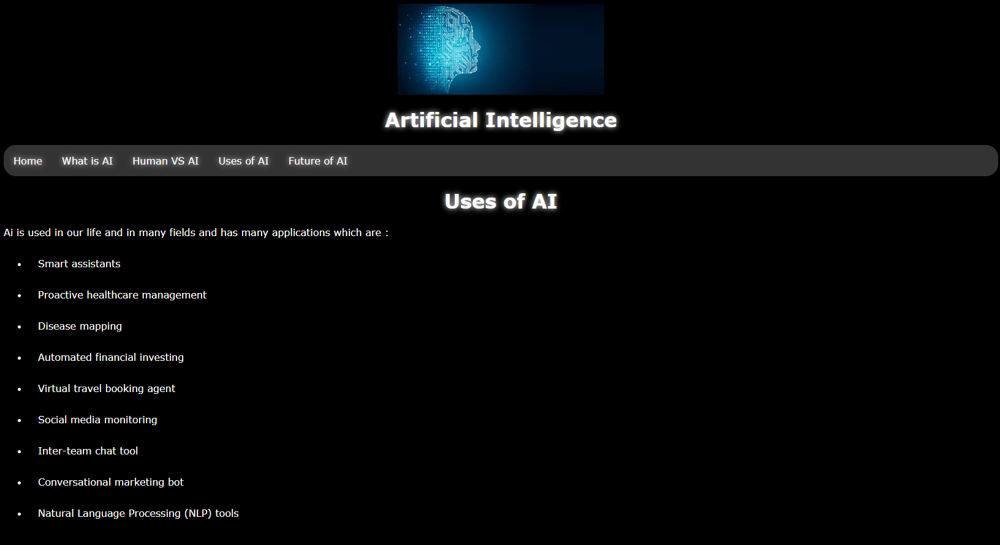 Artificial Intelligence
Home What is AI Human VS AI Uses of AI Future of AI
Uses of AI
Ai is used in our life and in many fields and has many applications which are :
• Smart assistants
• Proactive healthcare management
• Disease mapping
• Automated financial investing
• Virtual travel booking agent
• Social media monitoring
• Inter-team chat tool
• Conversational marketing bot
• Natural Language Processing (NLP) tools